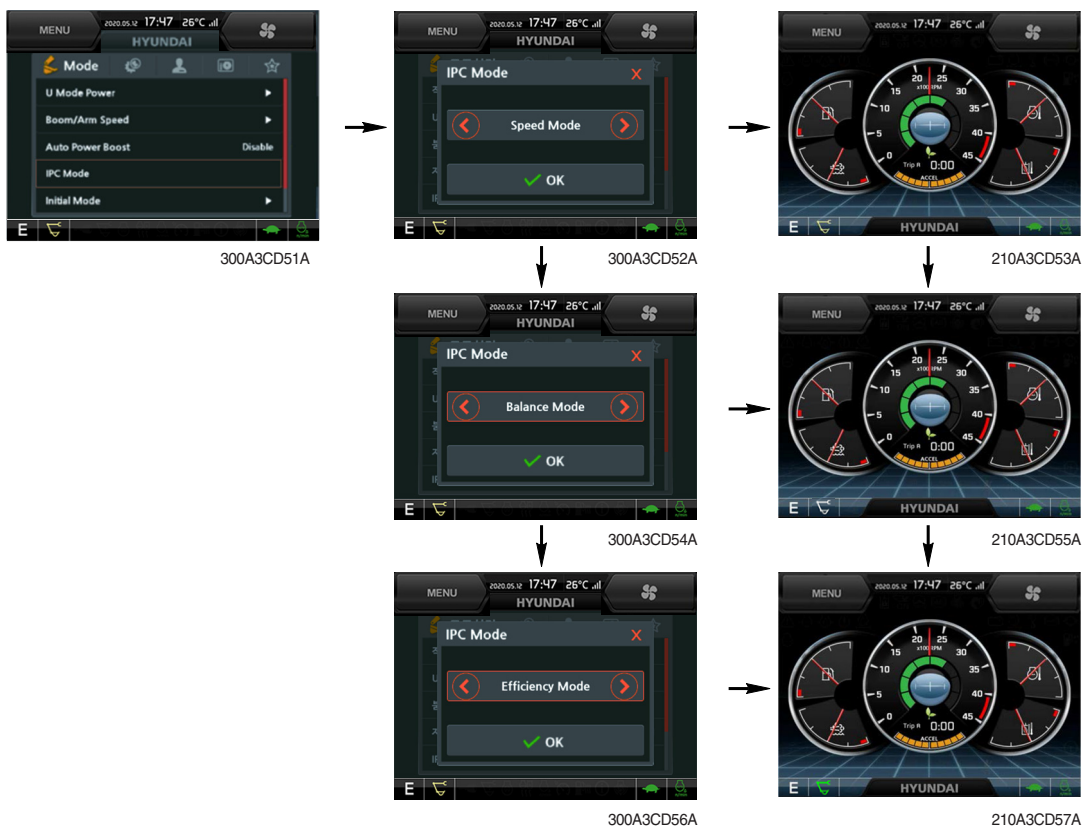 MENU
2020.05.12 17:47 26°C
HYUNDAI
Mode
U Mode Power
Boom/Arm Speed
Auto Power Boost Disable
IPC Mode
Initial Mode
E
300A3CD51A
MENU
2020.05.12 17:47 26°C
HYUNDAI
IPC Mode X
Speed Mode
OK
E
300A3CD52A
MENU
2020.05.12 17:47 26°C
20 25
x100 RPM
15 30
10 35
5 40
0 45
Trip A 0:00
ACCEL
E HYUNDAI
210A3CD53A
MENU
2020.05.12 17:47 26°C
HYUNDAI
IPC Mode X
Balance Mode
OK
E
300A3CD54A
MENU
2020.05.12 17:47 26°C
20 25
x100 RPM
15 30
10 35
5 40
0 45
Trip A 0:00
ACCEL
E HYUNDAI
210A3CD55A
MENU
2020.05.12 17:47 26°C
HYUNDAI
IPC Mode X
Efficiency Mode
OK
E
300A3CD56A
MENU
2020.05.12 17:47 26°C
20 25
x100 RPM
15 30
10 35
5 40
0 45
Trip A 0:00
ACCEL
E HYUNDAI
210A3CD57A